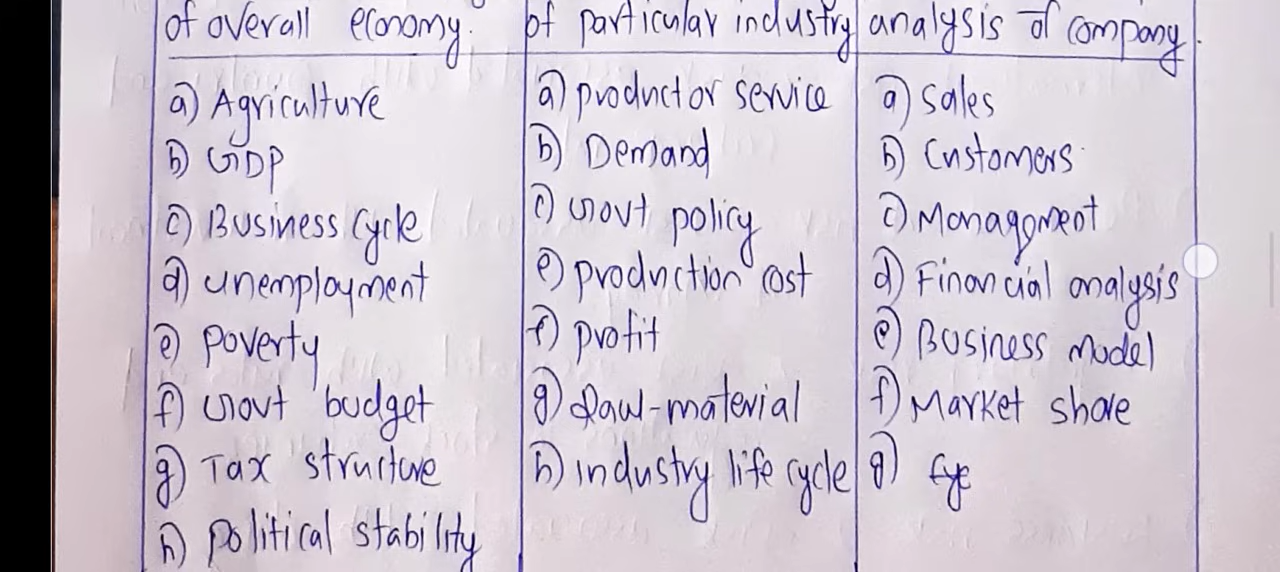 of overall economy.
a) Agriculture
b) GDP
c) Business cycle
d) unemployment
e) poverty
f) Govt budget
g) Tax structure
h) political stability
of particular industry
a) product or service
b) Demand
c) Govt policy
e) production cost
f) profit
g) Raw-material
h) industry life cycle
analysis of company.
a) Sales
b) Customers
c) Management
d) Financial analysis
e) Business model
f) Market share
g)